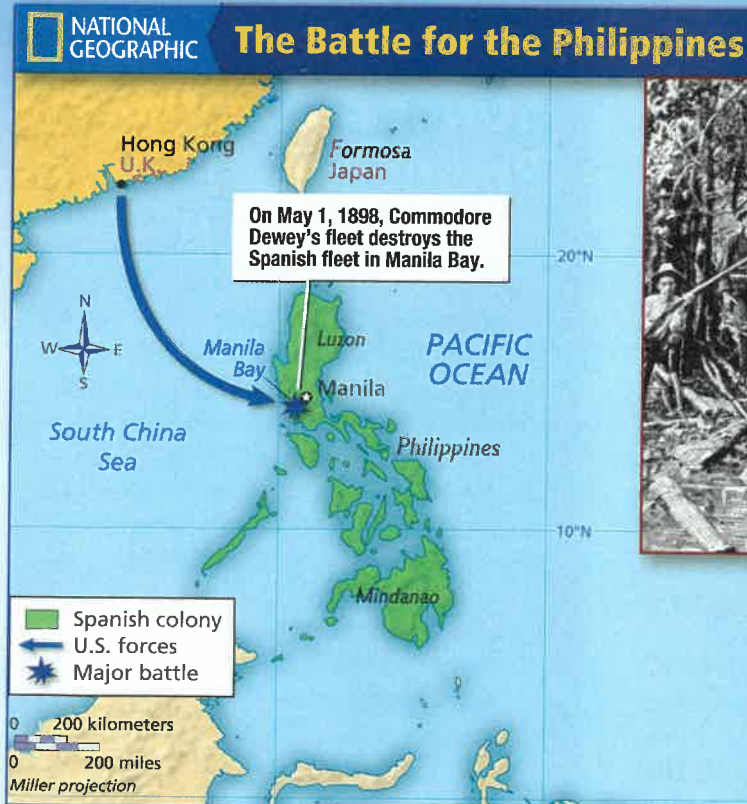 NATIONAL
GEOGRAPHIC
The Battle for the Philippines
Hong Kong
U.K.
Formosa
Japan
On May 1, 1898, Commodore
Dewey's fleet destroys the
Spanish fleet in Manila Bay.
20°N
N
W
E
S
Luzon
Manila
Bay
PACIFIC
OCEAN
Manila
South China
Sea
Philippines
10°N
Mindanao
Spanish colony
U.S. forces
Major battle
0 200 kilometers
0 200 miles
Miller projection